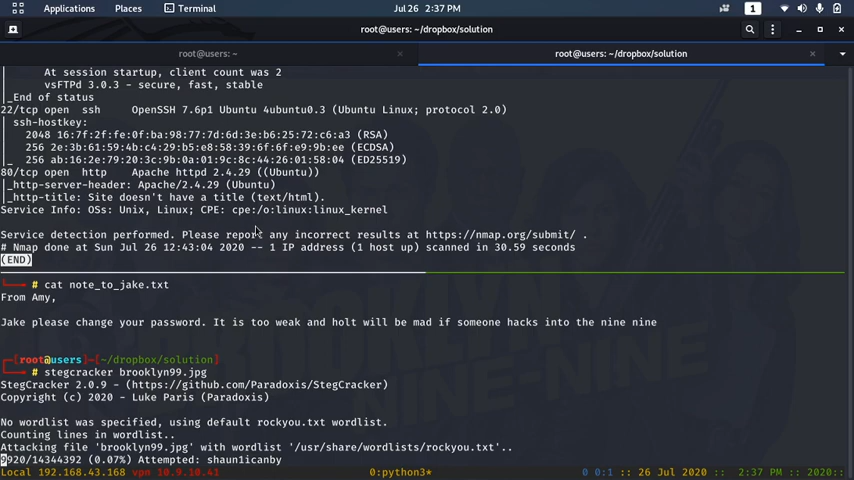 Applications Places Terminal Jul 26 2:37 PM 1
root@users: ~/dropbox/solution
root@users: ~ root@users: ~/dropbox/solution
At session startup, client count was 2
vsFTPd 3.0.3 - secure, fast, stable
|_End of status
22/tcp open ssh OpenSSH 7.6p1 Ubuntu 4ubuntu0.3 (Ubuntu Linux; protocol 2.0)
| ssh-hostkey:
2048 16:7f:2f:fe:0f:ba:98:77:7d:6d:3e:b6:25:72:c6:a3 (RSA)
256 2e:3b:61:59:4b:c4:29:b5:e8:58:39:6f:6f:e9:9b:ee (ECDSA)
|_ 256 ab:16:2e:79:20:3c:9b:0a:01:9c:8c:44:26:01:58:04 (ED25519)
80/tcp open http Apache httpd 2.4.29 ((Ubuntu))
|_http-server-header: Apache/2.4.29 (Ubuntu)
|_http-title: Site doesn't have a title (text/html).
Service Info: OSs: Unix, Linux; CPE: cpe:/o:linux:linux_kernel
Service detection performed. Please report any incorrect results at https://nmap.org/submit/ .
# Nmap done at Sun Jul 26 12:43:04 2020 -- 1 IP address (1 host up) scanned in 30.59 seconds
(END)
# cat note_to_jake.txt
From Amy,
Jake please change your password. It is too weak and holt will be mad if someone hacks into the nine nine
[root@users]-[~/dropbox/solution]
# stegcracker brooklyn99.jpg
StegCracker 2.0.9 - (https://github.com/Paradoxis/StegCracker)
Copyright (c) 2020 - Luke Paris (Paradoxis)
No wordlist was specified, using default rockyou.txt wordlist.
Counting lines in wordlist..
Attacking file 'brooklyn99.jpg' with wordlist '/usr/share/wordlists/rockyou.txt'..
9920/14344392 (0.07%) Attempted: shaun1icanby
Local 192.168.43.168 vpn 10.9.10.41 0:python3* 0 0:1 :: 26 Jul 2020 :: 2:37 PM :: 2020::
BROOKLYN
NINE-NINE